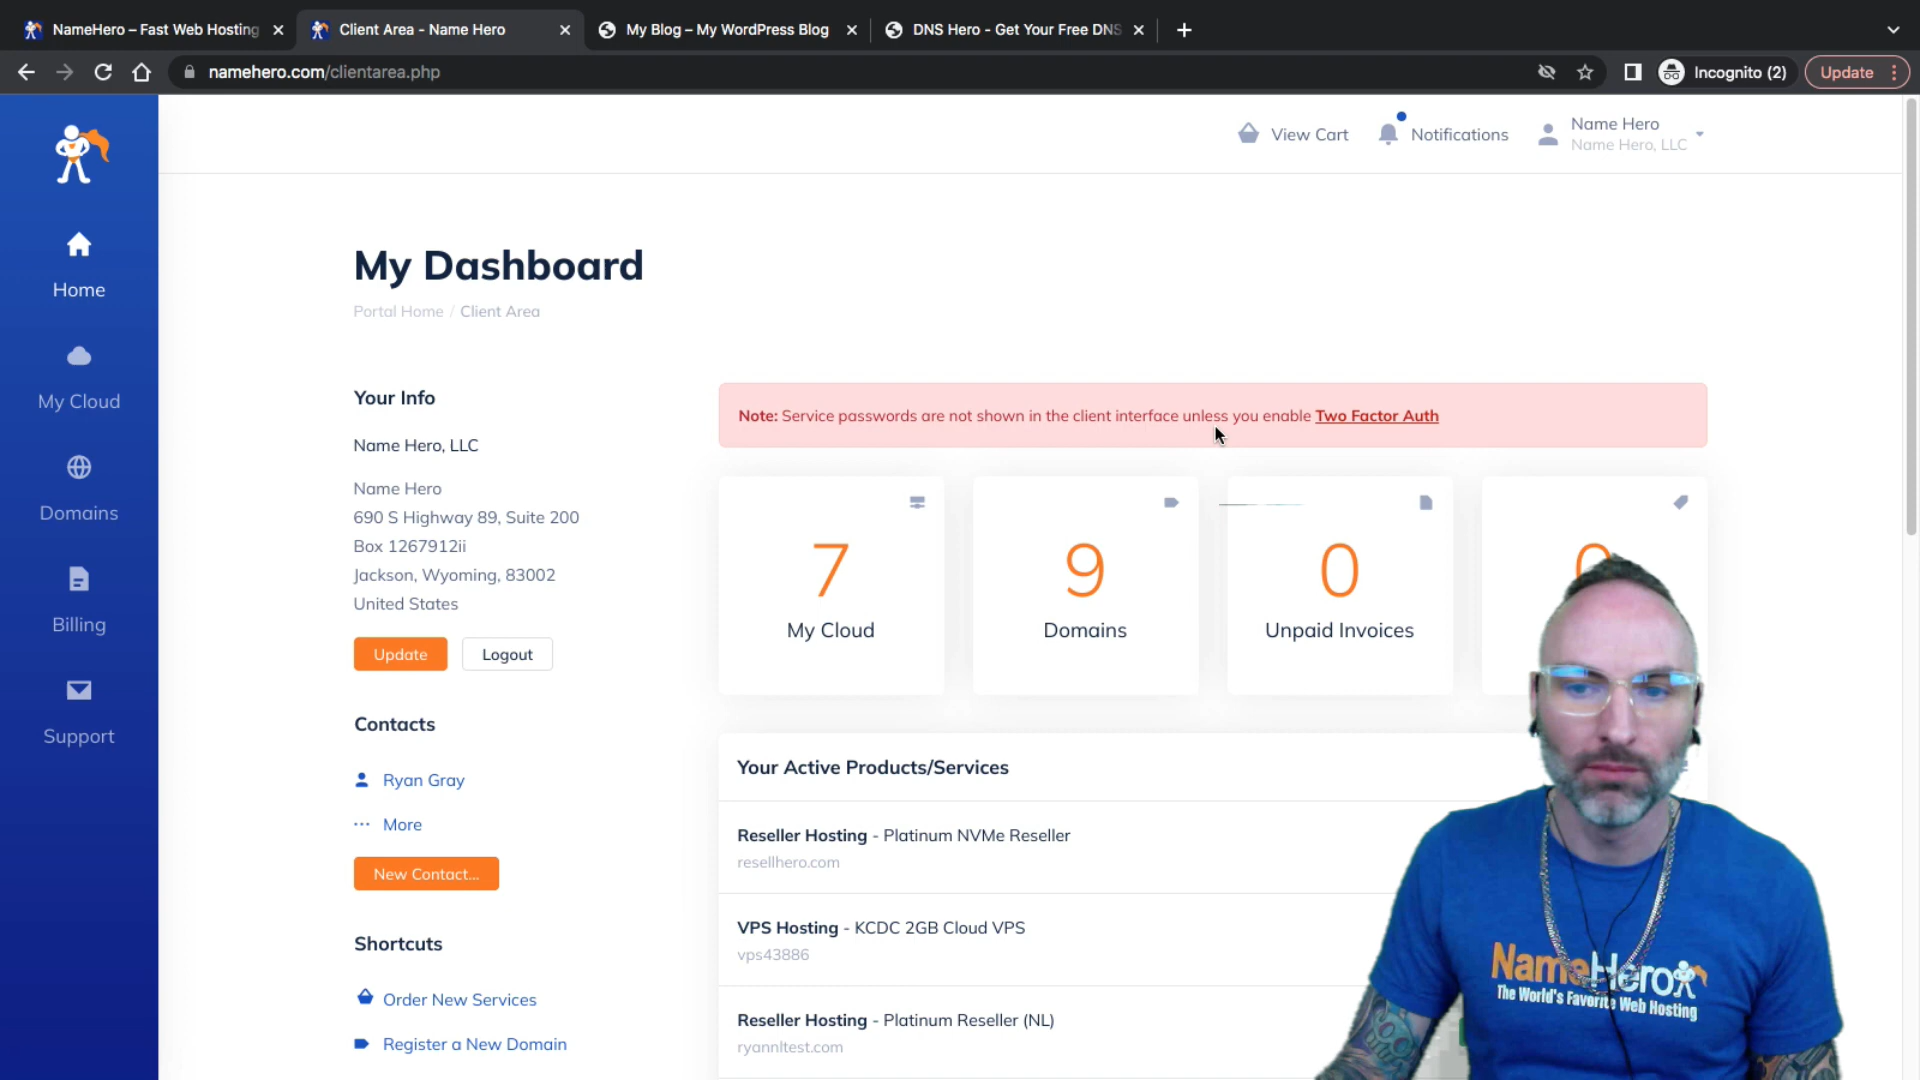 NameHero – Fast Web Hosting
Client Area - Name Hero
My Blog – My WordPress Blog
DNS Hero - Get Your Free DNS
namehero.com/clientarea.php
Incognito (2)
Update
View Cart
Notifications
Name Hero
Name Hero, LLC
Home
My Cloud
Domains
Billing
Support
My Dashboard
Portal Home / Client Area
Your Info
Name Hero, LLC
Name Hero
690 S Highway 89, Suite 200
Box 1267912ii
Jackson, Wyoming, 83002
United States
Update
Logout
Contacts
Ryan Gray
More
New Contact...
Shortcuts
Order New Services
Register a New Domain
Note: Service passwords are not shown in the client interface unless you enable Two Factor Auth
7
My Cloud
9
Domains
0
Unpaid Invoices
0
Your Active Products/Services
Reseller Hosting - Platinum NVMe Reseller
resellhero.com
VPS Hosting - KCDC 2GB Cloud VPS
vps43886
Reseller Hosting - Platinum Reseller (NL)
ryannltest.com
NameHero
The World's Favorite Web Hosting